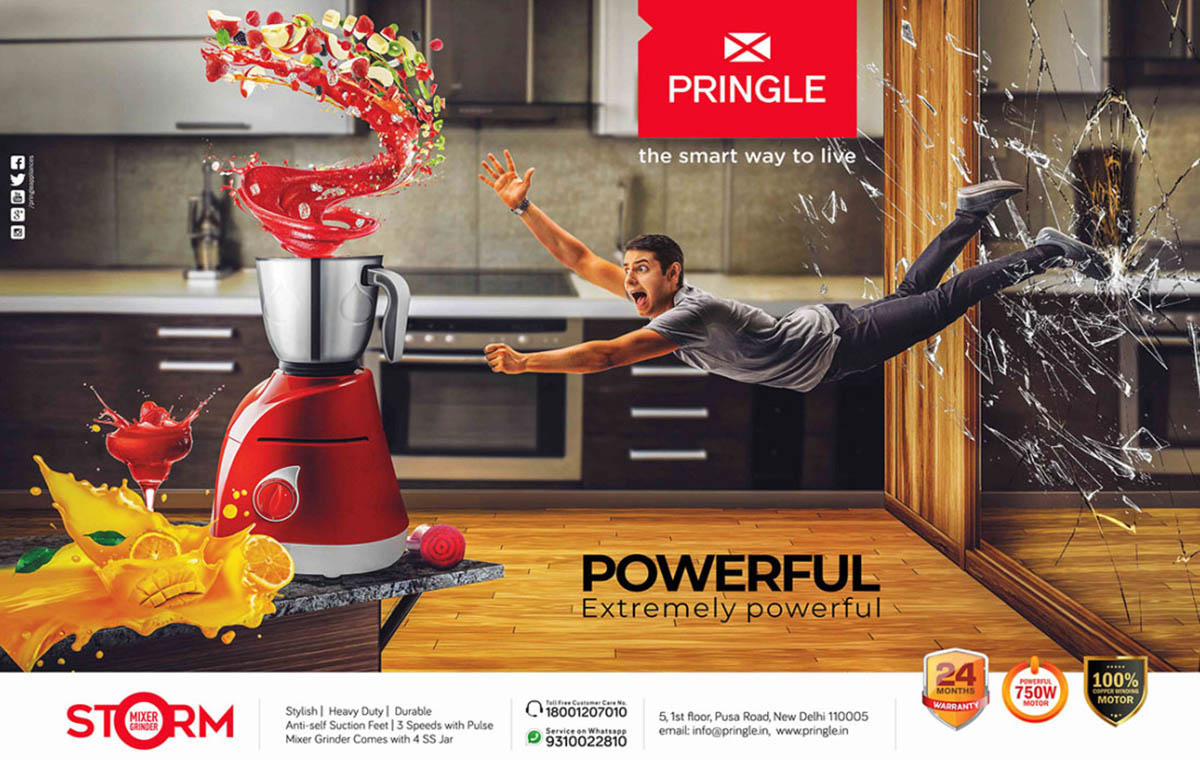 PRINGLE
the smart way to live
/pringleappliances
POWERFUL
Extremely powerful
24
MONTHS
WARRANTY
POWERFUL
750W
MOTOR
100%
COPPER WINDING
MOTOR
STORM
MIXER
GRINDER
Stylish | Heavy Duty | Durable
Anti-self Suction Feet | 3 Speeds with Pulse
Mixer Grinder Comes with 4 SS Jar
Toll Free Customer Care No.
18001207010
Service on Whatsapp
9310022810
5, 1st floor, Pusa Road, New Delhi 110005
email: info@pringle.in, www.pringle.in